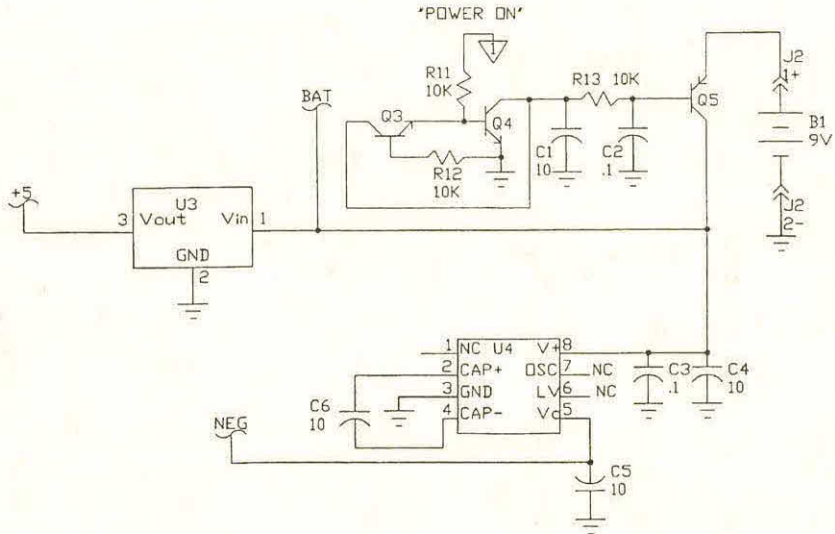 "POWER ON"
1
R11
10K
BAT
Q3
Q4
R12
10K
R13 10K
C1
10
C2
.1
Q5
J2
1+
B1
9V
J2
2-
+5
3
U3
Vout
Vin
1
GND
2
1
NC
U4
V+
8
2
CAP+
OSC
7
NC
3
GND
LV
6
NC
4
CAP-
Vo
5
C6
10
C3
.1
C4
10
NEG
C5
10